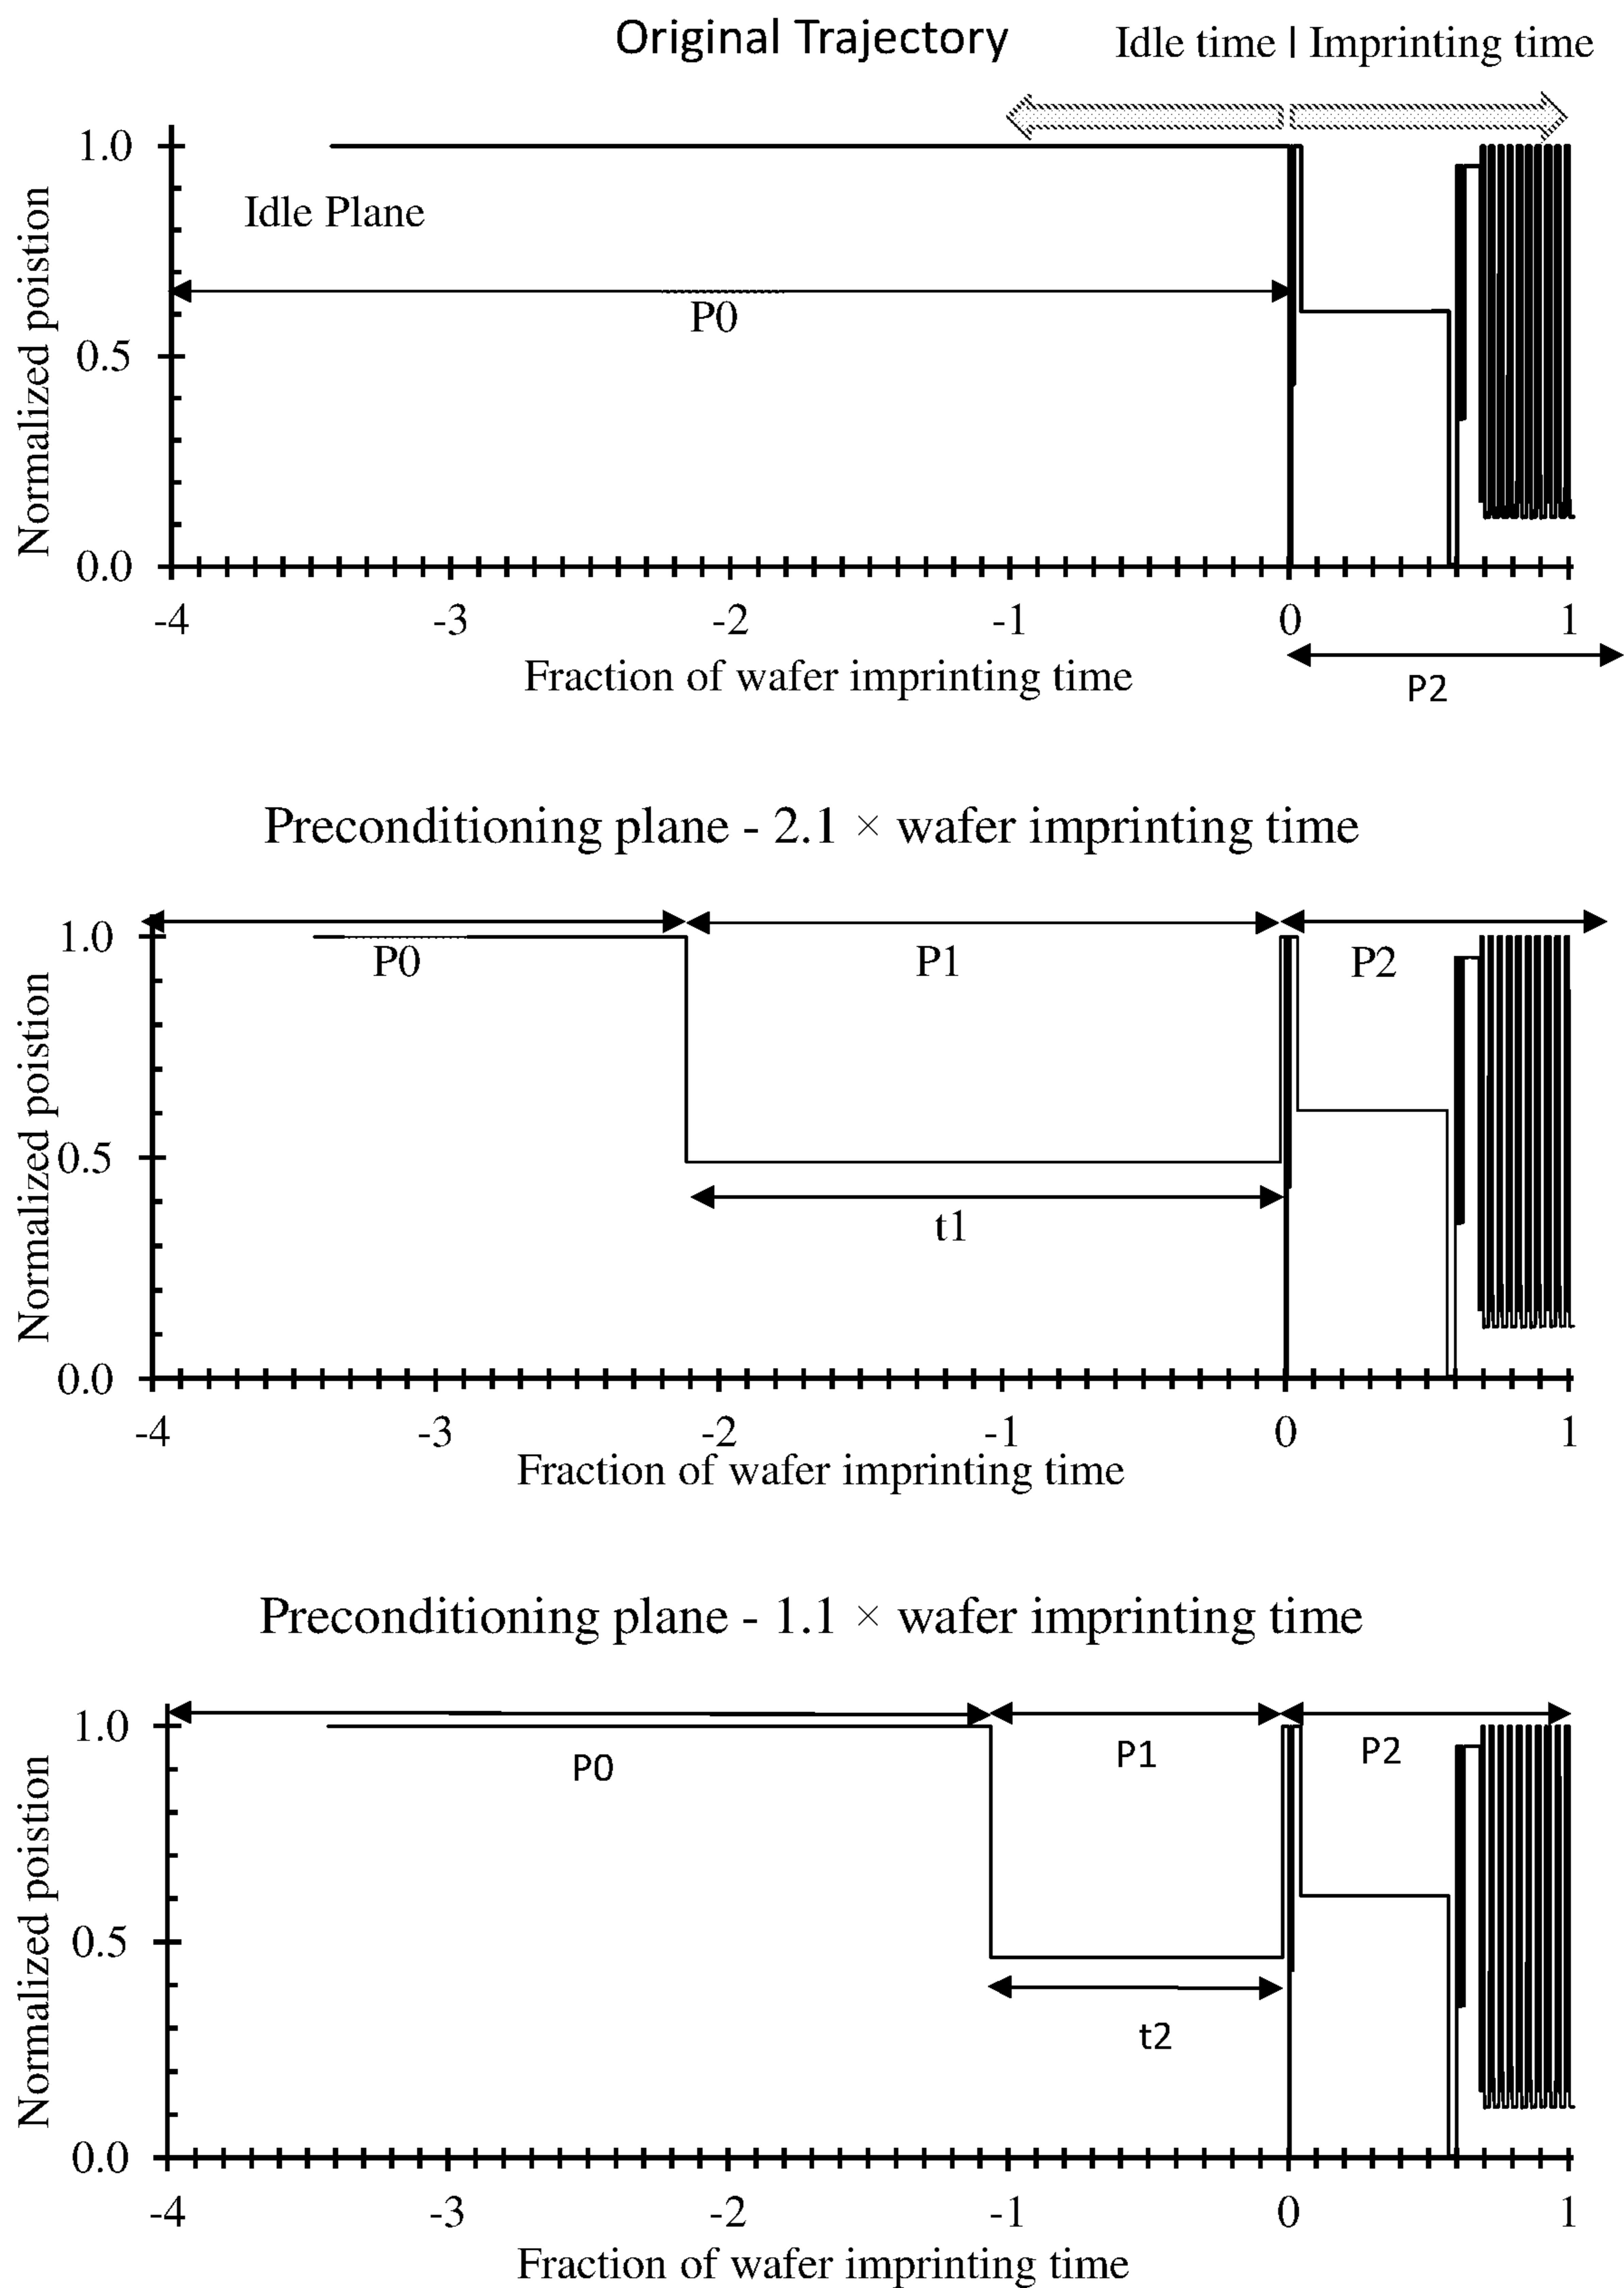 Original Trajectory
Idle time | Imprinting time
Normalized poistion
1.0
0.5
0.0
Idle Plane
P0
-4 -3 -2 -1 0 1
Fraction of wafer imprinting time
P2
Preconditioning plane - 2.1 × wafer imprinting time
Normalized poistion
1.0
0.5
0.0
P0 P1 P2
t1
-4 -3 -2 -1 0 1
Fraction of wafer imprinting time
Preconditioning plane - 1.1 × wafer imprinting time
Normalized poistion
1.0
0.5
0.0
P0 P1 P2
t2
-4 -3 -2 -1 0 1
Fraction of wafer imprinting time